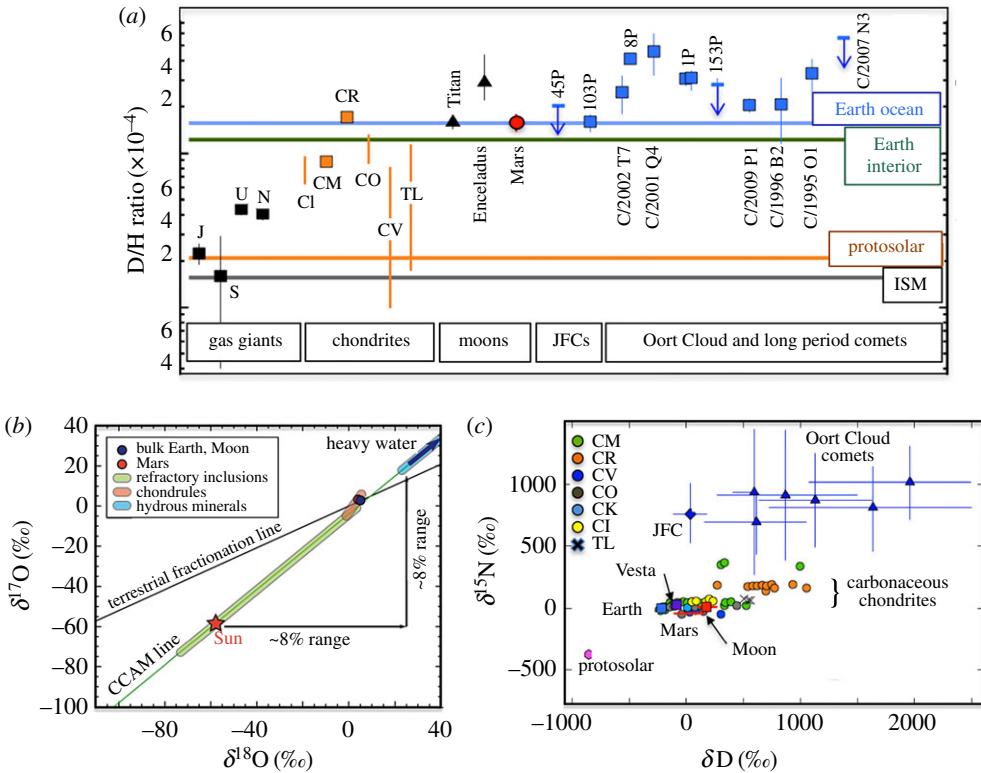 (a)
6
4
2
6
4
2
6
4
D/H ratio (×10⁻⁴)
J
S
U
N
CI
CM
CR
CO
CV
TL
Titan
Enceladus
Mars
45P
103P
8P
C/2002 T7
C/2001 Q4
1P
153P
C/2009 P1
C/1996 B2
C/1995 O1
C/2007 N3
Earth ocean
Earth
interior
protosolar
ISM
gas giants
chondrites
moons
JFCs
Oort Cloud and long period comets
(b)
40
20
0
−20
−40
−60
−80
−100
δ¹⁷O (‰)
bulk Earth, Moon
Mars
refractory inclusions
chondrules
hydrous minerals
heavy water
terrestrial fractionation line
CCAM line
Sun
~8% range
~8% range
−80
−40
0
40
δ¹⁸O (‰)
(c)
1000
500
0
−500
δ¹⁵N (‰)
CM
CR
CV
CO
CK
CI
TL
Oort Cloud
comets
JFC
Vesta
Earth
Mars
Moon
} carbonaceous
chondrites
protosolar
−1000
0
1000
2000
δD (‰)